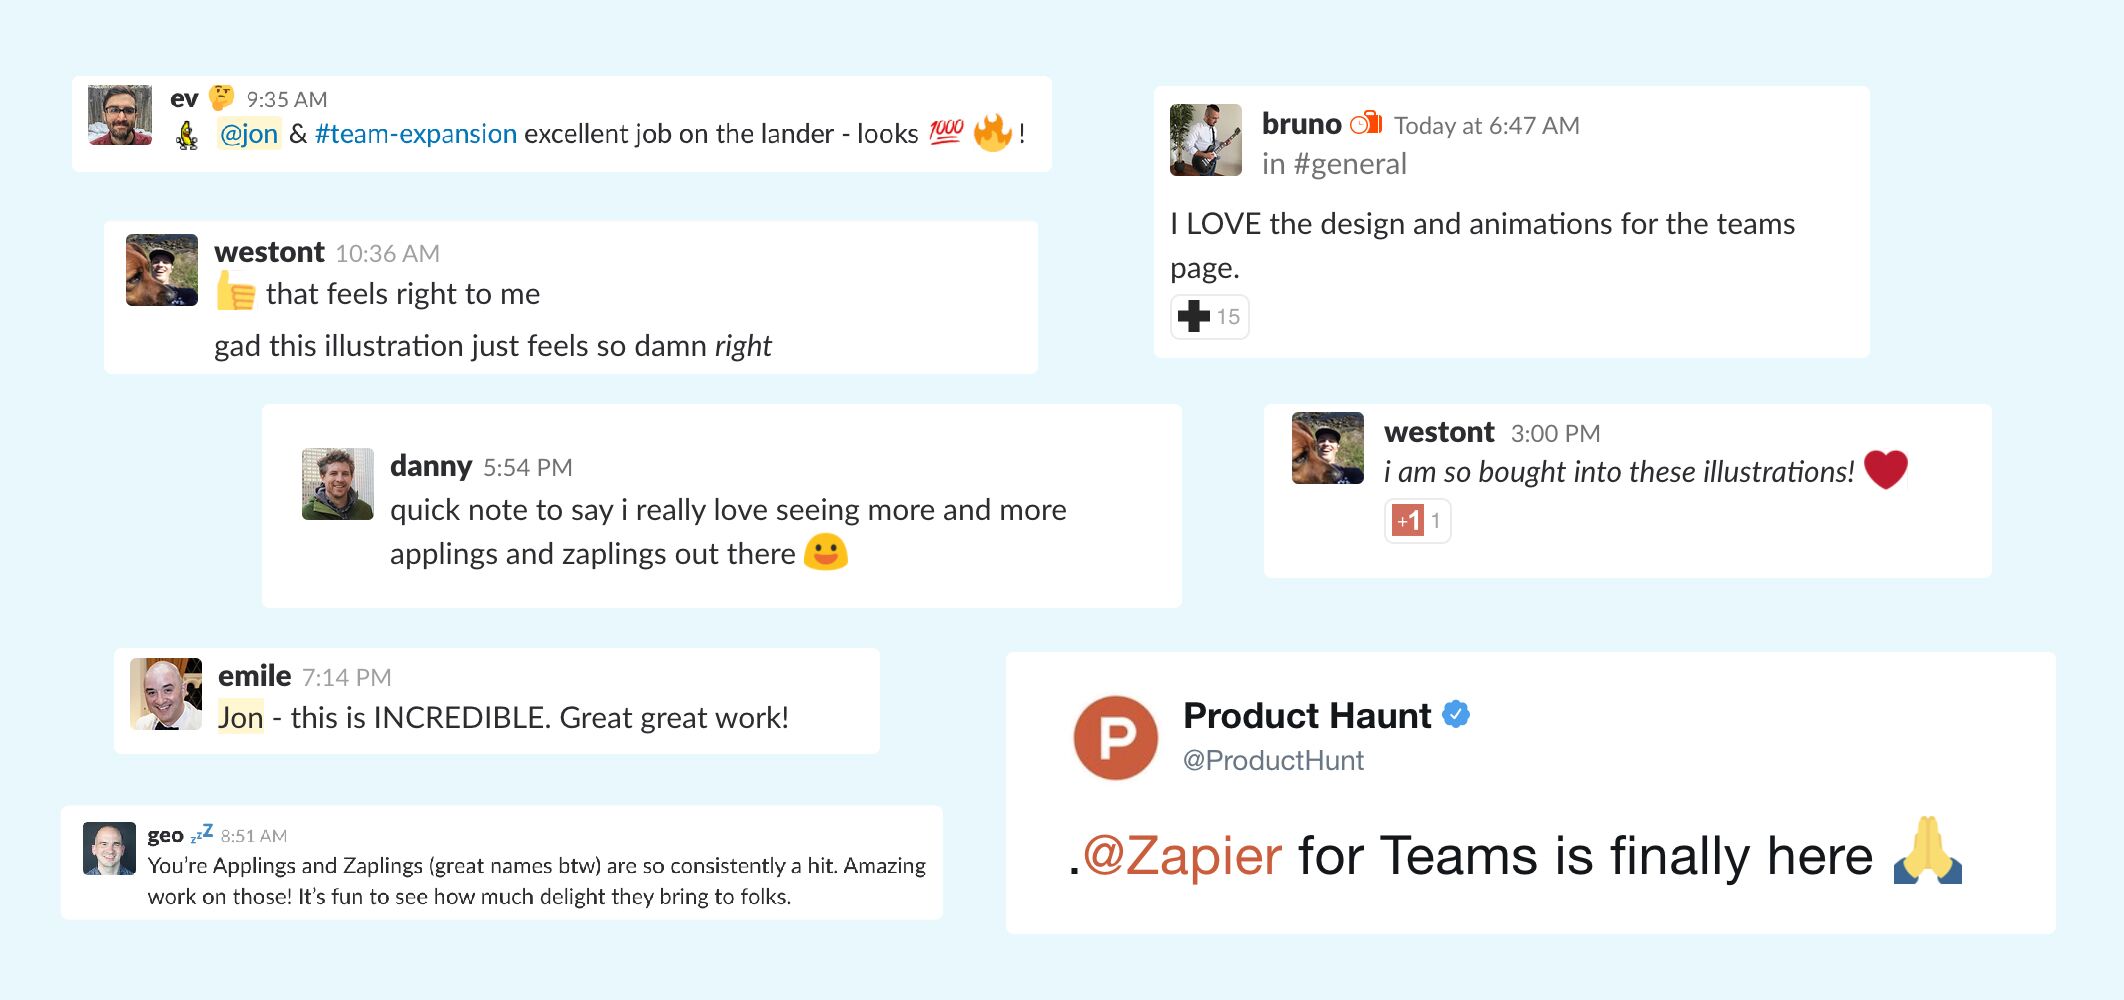 ev 🤔 9:35 AM
@jon & #team-expansion excellent job on the lander - looks 1000 🔥 !
westont 10:36 AM
👍 that feels right to me
gad this illustration just feels so damn right
bruno Today at 6:47 AM
in #general
I LOVE the design and animations for the teams
page.
15
danny 5:54 PM
quick note to say i really love seeing more and more
applings and zaplings out there 😃
westont 3:00 PM
i am so bought into these illustrations! ❤️
+1 1
emile 7:14 PM
Jon - this is INCREDIBLE. Great great work!
geo 💤 8:51 AM
You're Applings and Zaplings (great names btw) are so consistently a hit. Amazing
work on those! It's fun to see how much delight they bring to folks.
P
Product Haunt
@ProductHunt
.@Zapier for Teams is finally here 🙏